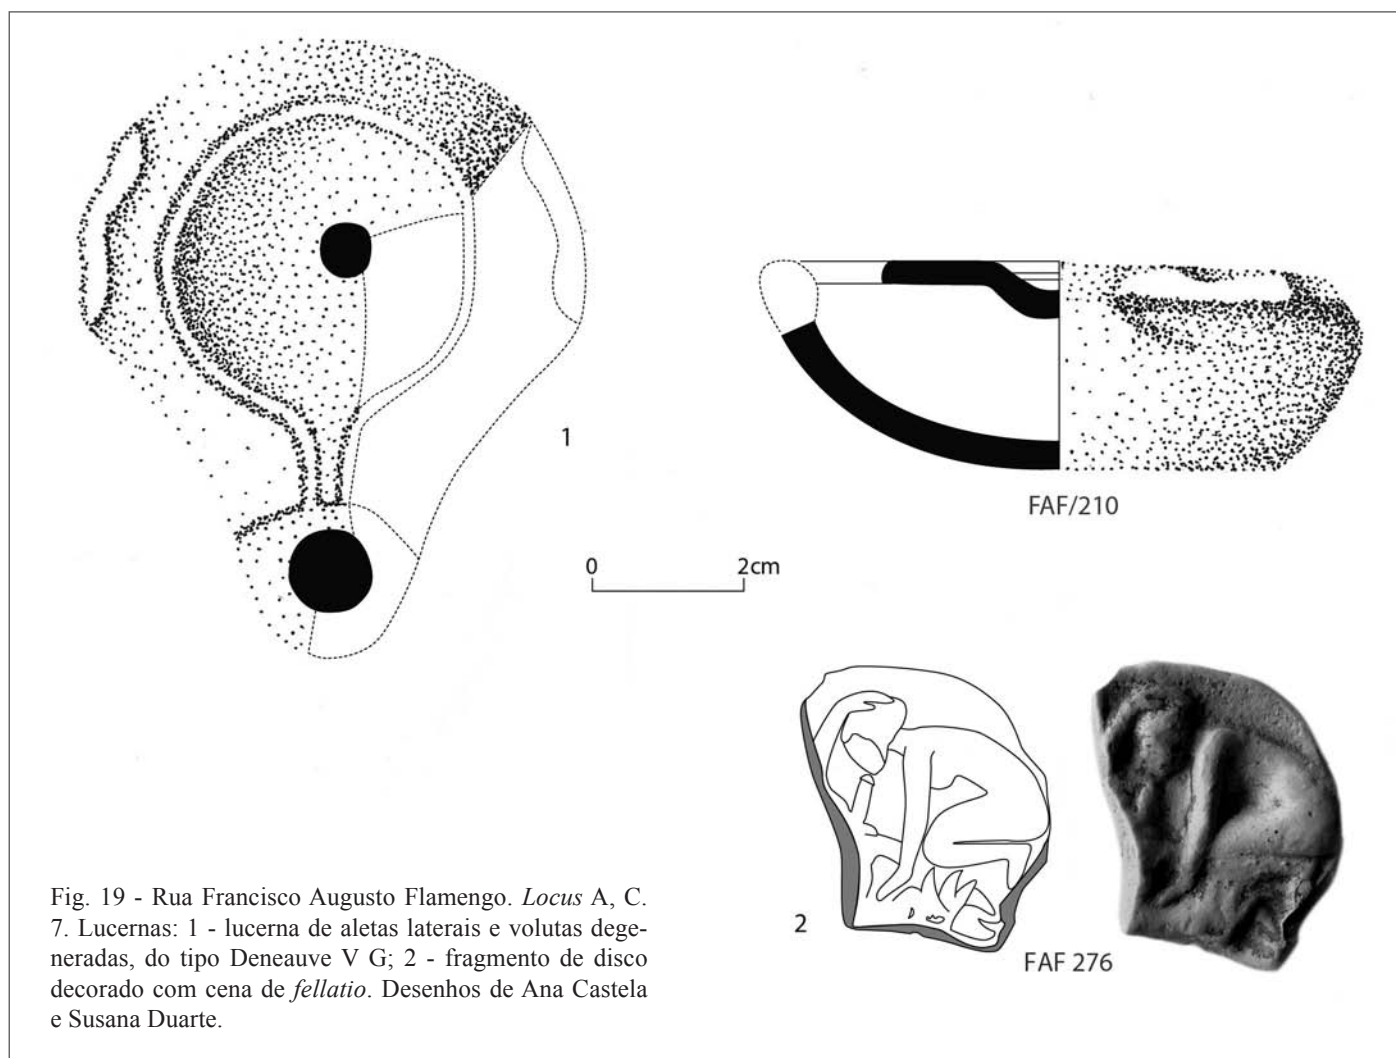 1
FAF/210
0 2cm
2
FAF 276
Fig. 19 - Rua Francisco Augusto Flamengo. Locus A, C.
7. Lucernas: 1 - lucerna de aletas laterais e volutas dege-
neradas, do tipo Deneauve V G; 2 - fragmento de disco
decorado com cena de fellatio. Desenhos de Ana Castela
e Susana Duarte.